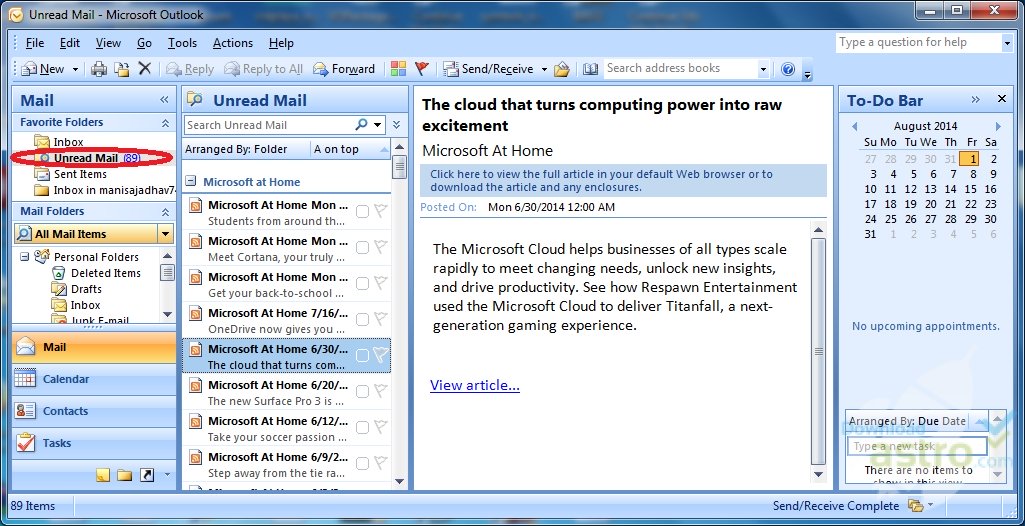 Unread Mail - Microsoft Outlook
File Edit View Go Tools Actions Help
Type a question for help
New Reply Reply to All Forward Send/Receive Search address books
Mail
Favorite Folders
Inbox
Unread Mail (89)
Sent Items
Inbox in manisajadhav74
Mail Folders
All Mail Items
Personal Folders
Deleted Items
Drafts
Inbox
Junk E-mail
Mail
Calendar
Contacts
Tasks
Unread Mail
Search Unread Mail
Arranged By: Folder A on top
Microsoft at Home
Microsoft At Home Mon ...
Students from around th...
Microsoft At Home Mon ...
Meet Cortana, your truly ...
Microsoft At Home Mon ...
Get your back-to-school ...
Microsoft At Home 7/16/...
OneDrive now gives you ...
Microsoft At Home 6/30/...
The cloud that turns com...
Microsoft At Home 6/20/...
The new Surface Pro 3 is ...
Microsoft At Home 6/12/...
Take your soccer passion ...
Microsoft At Home 6/9/2...
Step away from the tie ra...
The cloud that turns computing power into raw
excitement
Microsoft At Home
Click here to view the full article in your default Web browser or to
download the article and any enclosures.
Posted On: Mon 6/30/2014 12:00 AM
The Microsoft Cloud helps businesses of all types scale
rapidly to meet changing needs, unlock new insights,
and drive productivity. See how Respawn Entertainment
used the Microsoft Cloud to deliver Titanfall, a next-
generation gaming experience.
View article...
To-Do Bar
August 2014
Su Mo Tu We Th Fr Sa
27 28 29 30 31 1 2
3 4 5 6 7 8 9
10 11 12 13 14 15 16
17 18 19 20 21 22 23
24 25 26 27 28 29 30
31 1 2 3 4 5 6
No upcoming appointments.
Arranged By: Due Date
Type a new task
There are no items to
show in this view.
Download
astro.com
89 Items
Send/Receive Complete